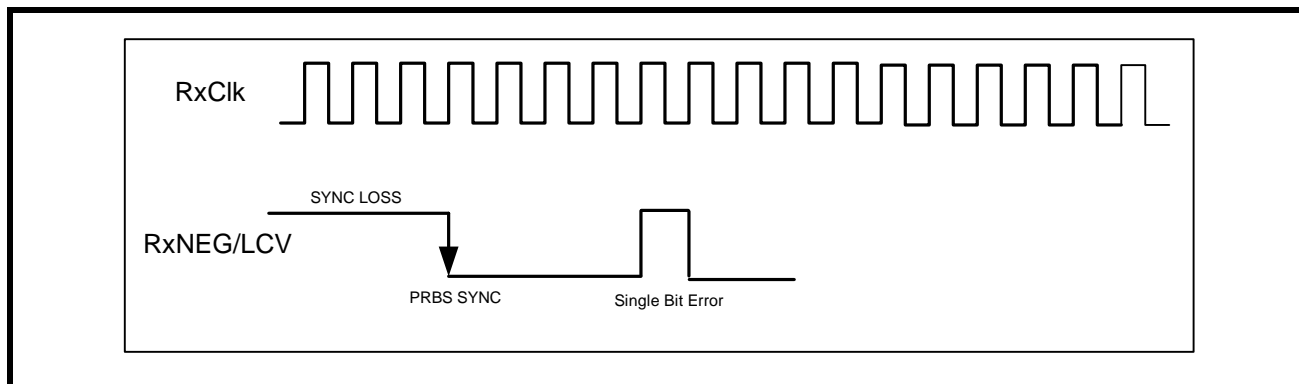 RxClk
SYNC LOSS
RxNEG/LCV
PRBS SYNC
Single Bit Error